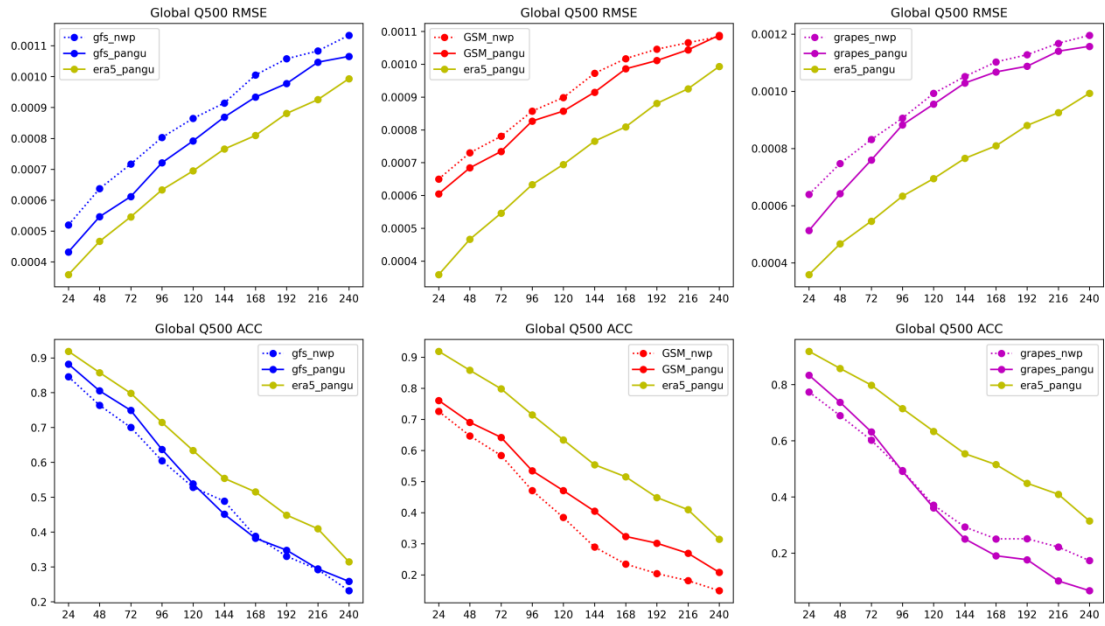 Global Q500 RMSE
0.0011
0.0010
0.0009
0.0008
0.0007
0.0006
0.0005
0.0004
gfs_nwp
gfs_pangu
era5_pangu
24 48 72 96 120 144 168 192 216 240
Global Q500 RMSE
0.0011
0.0010
0.0009
0.0008
0.0007
0.0006
0.0005
0.0004
GSM_nwp
GSM_pangu
era5_pangu
24 48 72 96 120 144 168 192 216 240
Global Q500 RMSE
0.0012
0.0010
0.0008
0.0006
0.0004
grapes_nwp
grapes_pangu
era5_pangu
24 48 72 96 120 144 168 192 216 240
Global Q500 ACC
0.9
0.8
0.7
0.6
0.5
0.4
0.3
0.2
gfs_nwp
gfs_pangu
era5_pangu
24 48 72 96 120 144 168 192 216 240
Global Q500 ACC
0.9
0.8
0.7
0.6
0.5
0.4
0.3
0.2
GSM_nwp
GSM_pangu
era5_pangu
24 48 72 96 120 144 168 192 216 240
Global Q500 ACC
0.8
0.6
0.4
0.2
grapes_nwp
grapes_pangu
era5_pangu
24 48 72 96 120 144 168 192 216 240